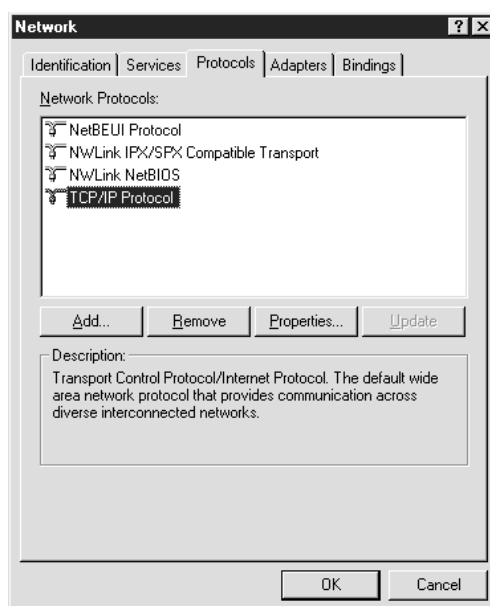 Network
Identification Services Protocols Adapters Bindings
Network Protocols:
NetBEUI Protocol
NWLink IPX/SPX Compatible Transport
NWLink NetBIOS
TCP/IP Protocol
Add... Remove Properties... Update
Description:
Transport Control Protocol/Internet Protocol. The default wide
area network protocol that provides communication across
diverse interconnected networks.
OK Cancel